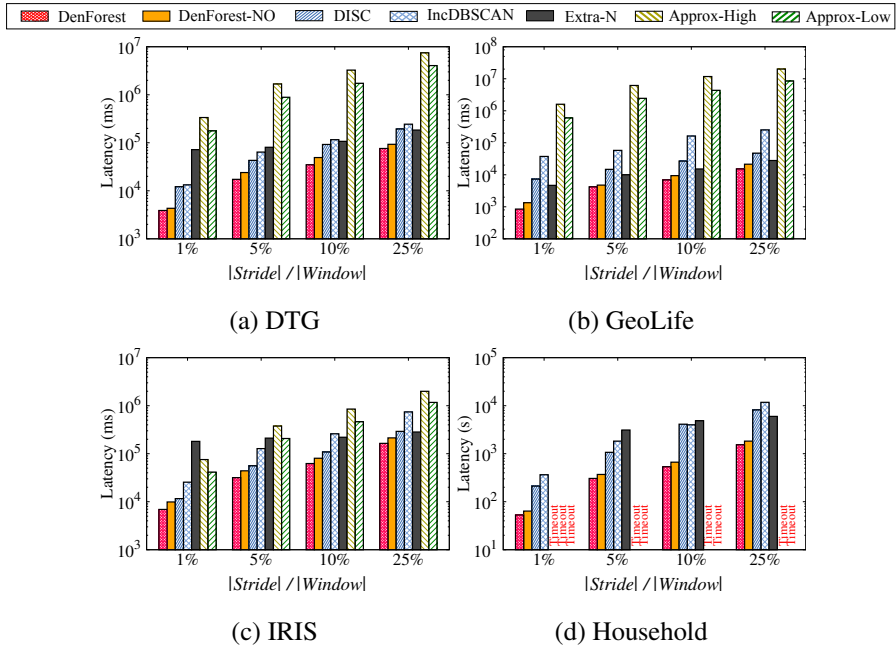 DenForest DenForest-NO DISC IncDBSCAN Extra-N Approx-High Approx-Low
Latency (ms)
10^7
10^6
10^5
10^4
10^3
1% 5% 10% 25%
|Stride| / |Window|
(a) DTG
Latency (ms)
10^8
10^7
10^6
10^5
10^4
10^3
10^2
1% 5% 10% 25%
|Stride| / |Window|
(b) GeoLife
Latency (ms)
10^7
10^6
10^5
10^4
10^3
1% 5% 10% 25%
|Stride| / |Window|
(c) IRIS
Latency (s)
10^5
10^4
10^3
10^2
10^1
Timeout
Timeout
Timeout
Timeout
Timeout
Timeout
Timeout
Timeout
Timeout
1% 5% 10% 25%
|Stride| / |Window|
(d) Household